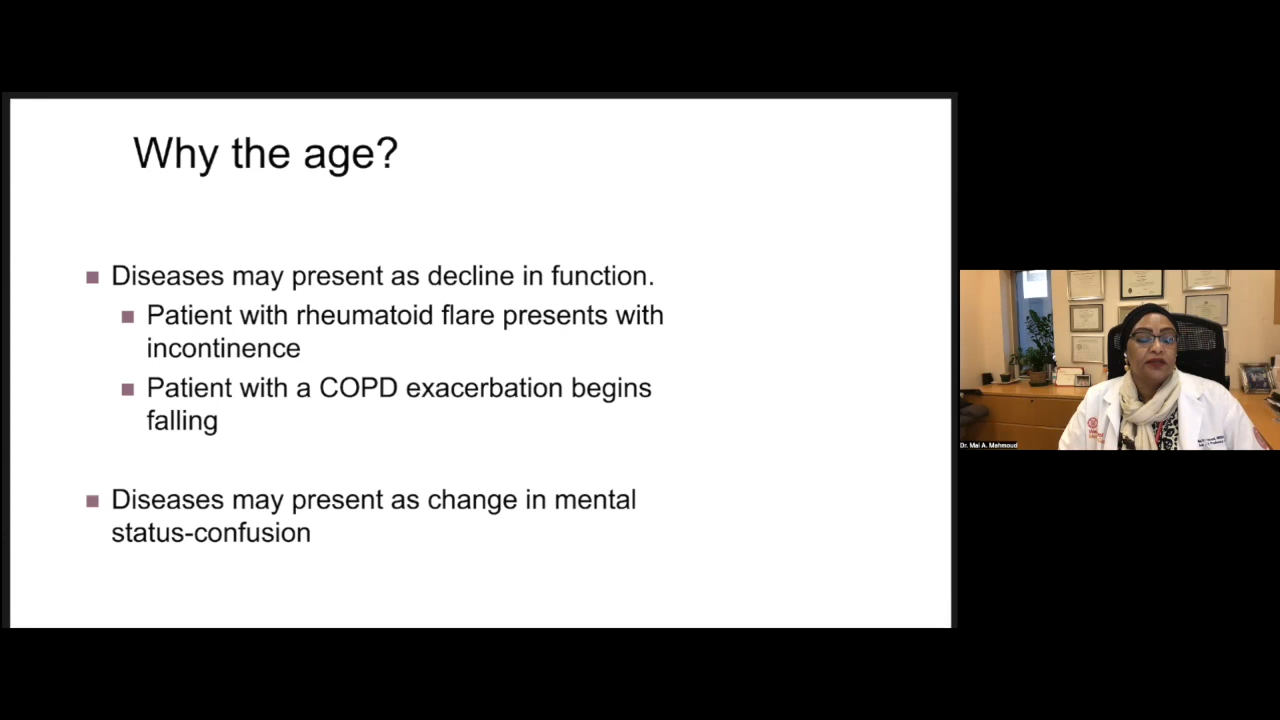 Why the age?
Diseases may present as decline in function.
Patient with rheumatoid flare presents with
incontinence
Patient with a COPD exacerbation begins
falling
Diseases may present as change in mental
status-confusion
Dr. Mai A. Mahmoud